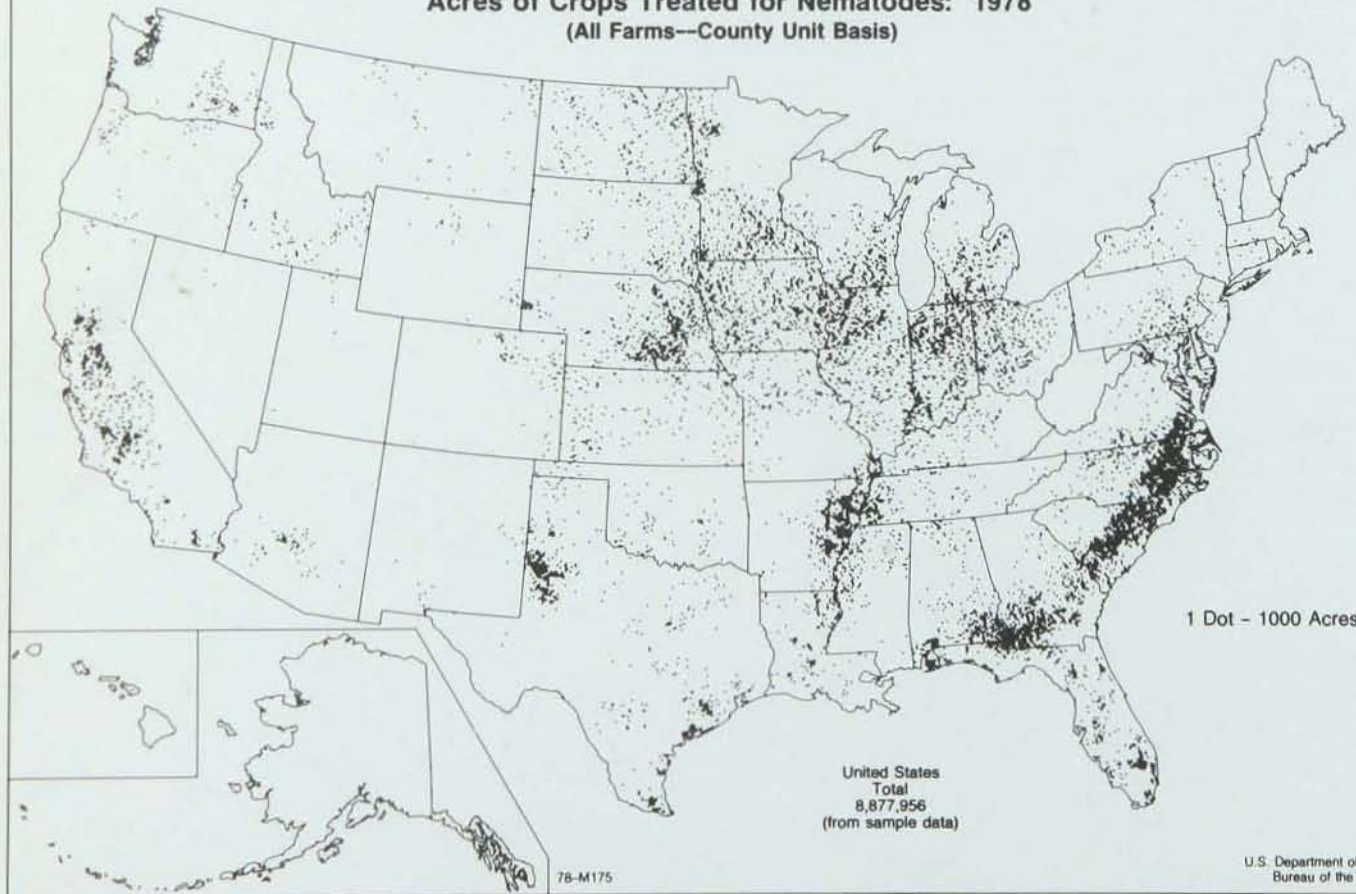 Acres of Crops Treated for Nematodes: 1978
(All Farms--County Unit Basis)
1 Dot - 1000 Acres
United States
Total
8,877,956
(from sample data)
78-M175
U.S. Department of
Bureau of the